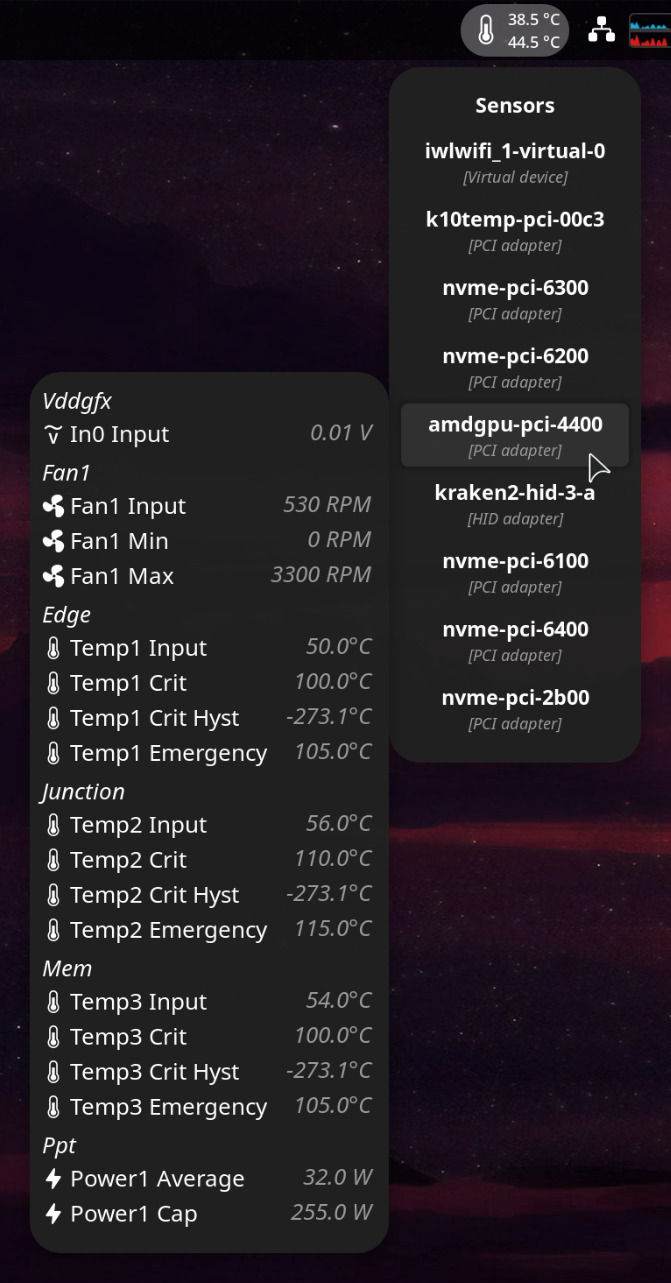 38.5 °C
44.5 °C
Sensors
iwlwifi_1-virtual-0
[Virtual device]
k10temp-pci-00c3
[PCI adapter]
nvme-pci-6300
[PCI adapter]
nvme-pci-6200
[PCI adapter]
amdgpu-pci-4400
[PCI adapter]
kraken2-hid-3-a
[HID adapter]
nvme-pci-6100
[PCI adapter]
nvme-pci-6400
[PCI adapter]
nvme-pci-2b00
[PCI adapter]
Vddgfx
In0 Input 0.01 V
Fan1
Fan1 Input 530 RPM
Fan1 Min 0 RPM
Fan1 Max 3300 RPM
Edge
Temp1 Input 50.0°C
Temp1 Crit 100.0°C
Temp1 Crit Hyst -273.1°C
Temp1 Emergency 105.0°C
Junction
Temp2 Input 56.0°C
Temp2 Crit 110.0°C
Temp2 Crit Hyst -273.1°C
Temp2 Emergency 115.0°C
Mem
Temp3 Input 54.0°C
Temp3 Crit 100.0°C
Temp3 Crit Hyst -273.1°C
Temp3 Emergency 105.0°C
Ppt
Power1 Average 32.0 W
Power1 Cap 255.0 W